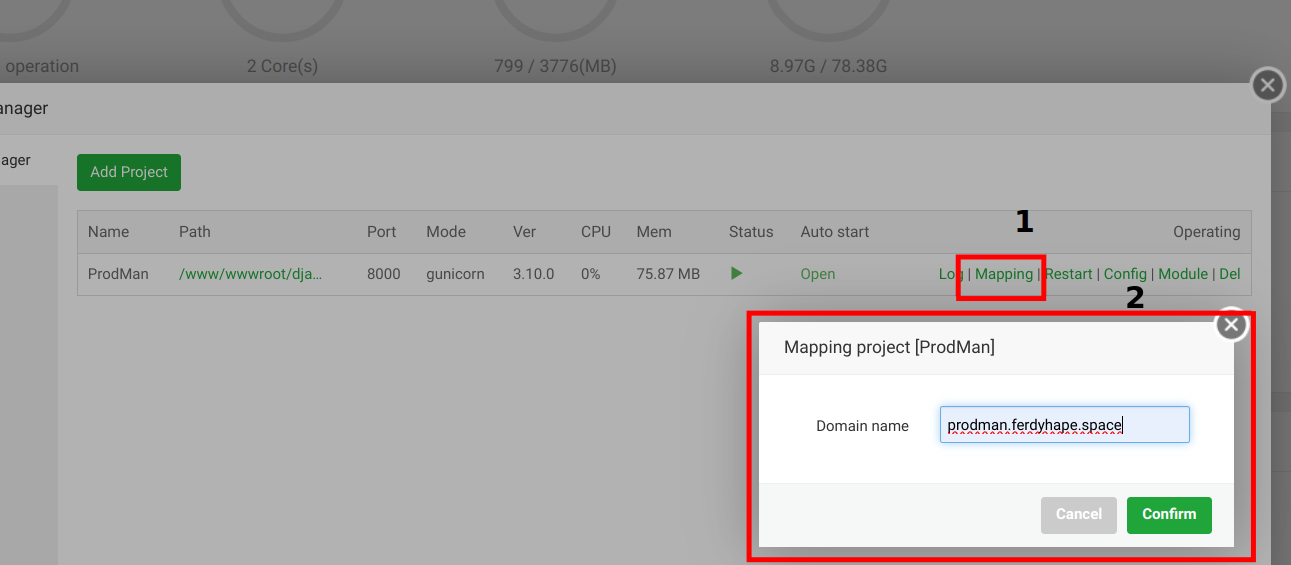 operation
2 Core(s)
799 / 3776(MB)
8.97G / 78.38G
anager
ager
Add Project
1
Name Path Port Mode Ver CPU Mem Status Auto start Operating
ProdMan /www/wwwroot/dja... 8000 gunicorn 3.10.0 0% 75.87 MB Open Log | Mapping | Restart | Config | Module | Del
2
Mapping project [ProdMan]
Domain name prodman.ferdyhape.space
Cancel Confirm